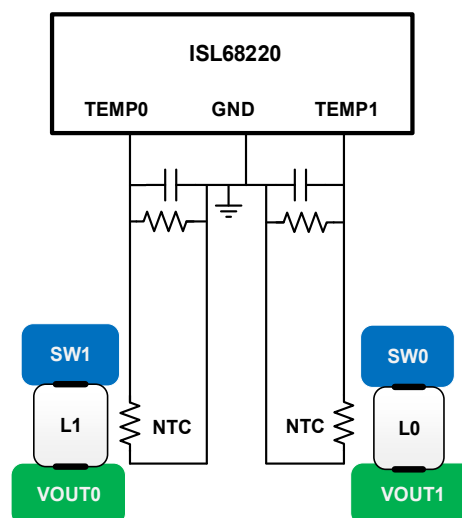 ISL68220
TEMP0 GND TEMP1
SW1 SW0
L1 NTC NTC L0
VOUT0 VOUT1